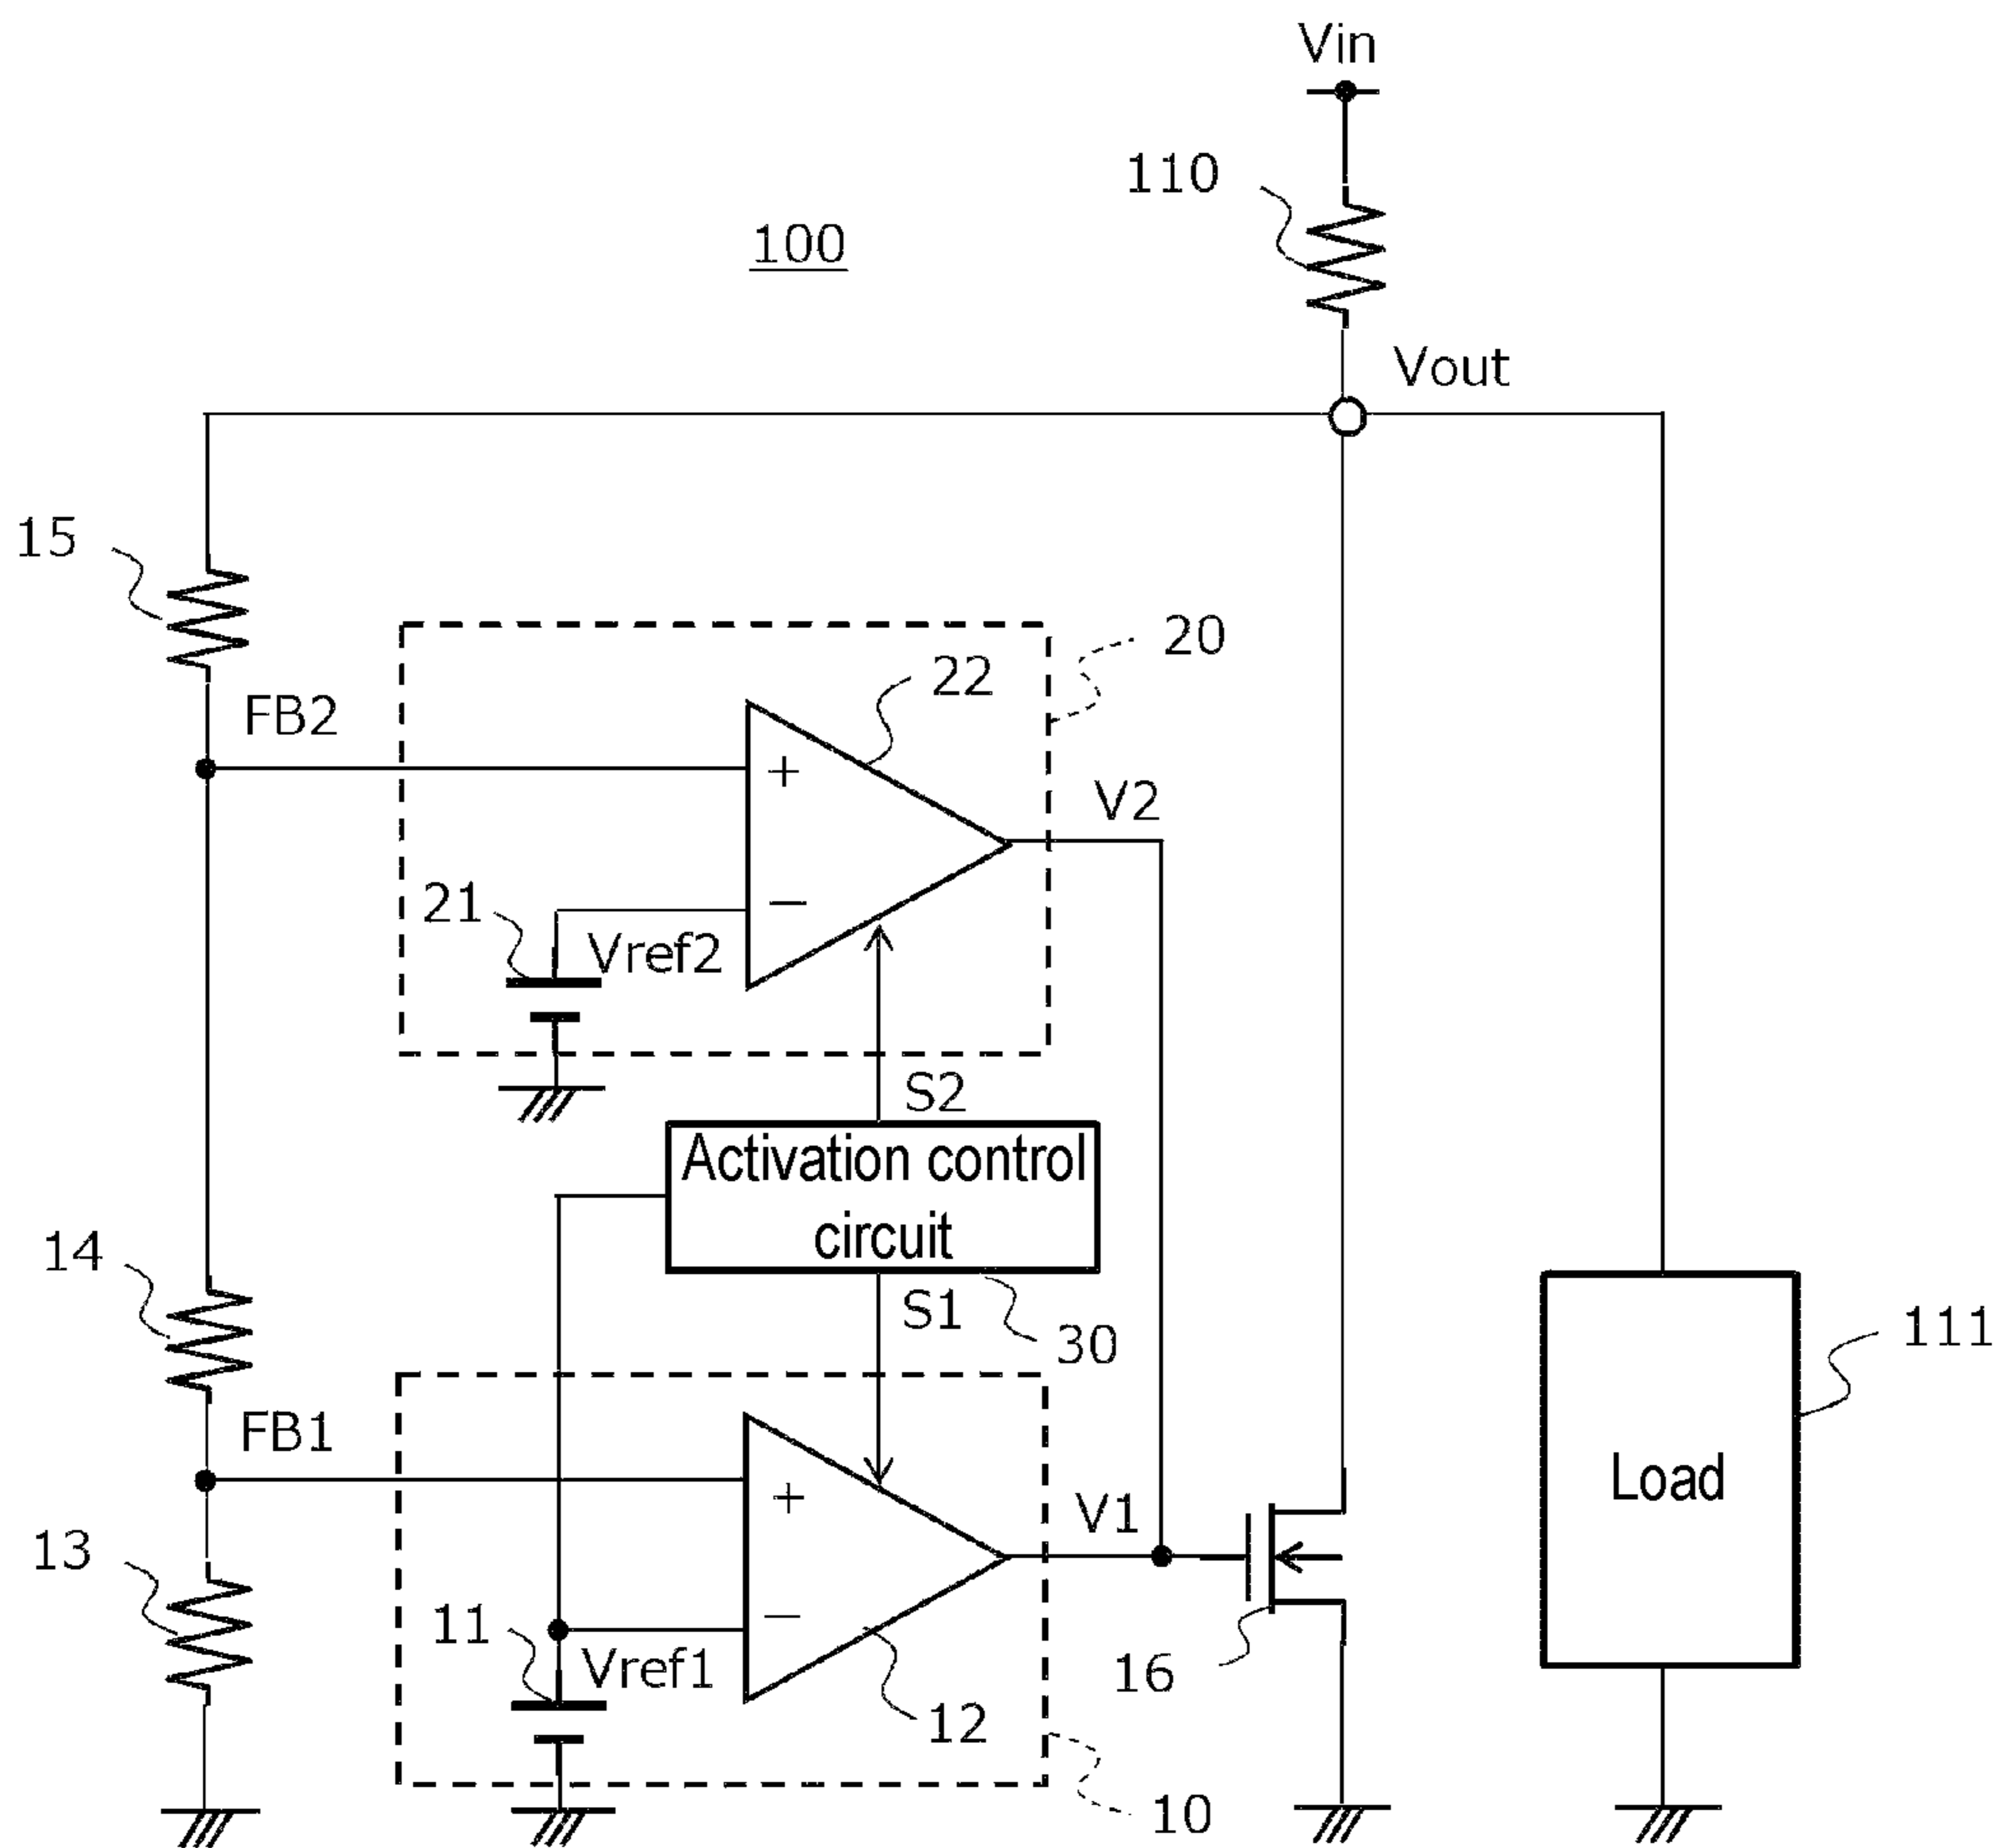 Vin
110
100
Vout
15
20
22
FB2
V2
+
21
−
Vref2
S2
Activation control
circuit
14
S1
30
111
FB1
+
V1
Load
13
11
−
Vref1
16
12
10